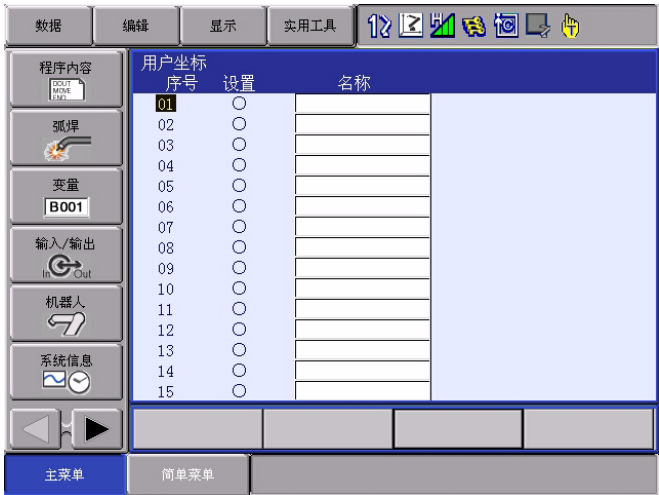 数据 编辑 显示 实用工具
程序内容
DOUT
MOVE
END
弧焊
变量
B001
输入/输出
In Out
机器人
系统信息
用户坐标
序号 设置 名称
01 ○
02 ○
03 ○
04 ○
05 ○
06 ○
07 ○
08 ○
09 ○
10 ○
11 ○
12 ○
13 ○
14 ○
15 ○
主菜单 简单菜单